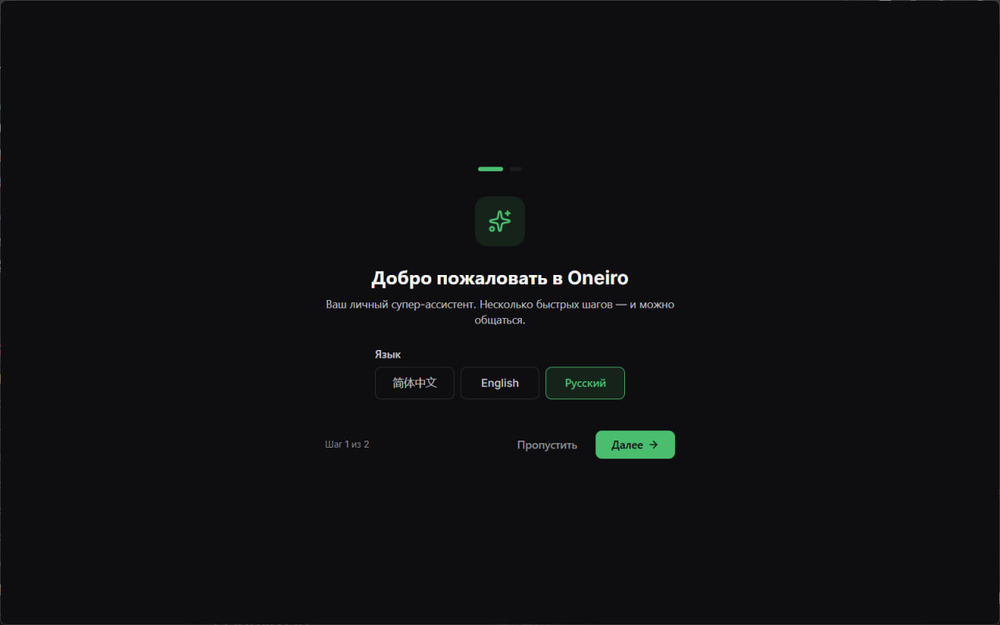 Добро пожаловать в Oneiro
Ваш личный супер-ассистент. Несколько быстрых шагов — и можно
общаться.
Язык
简体中文
English
Русский
Шаг 1 из 2
Пропустить
Далее →